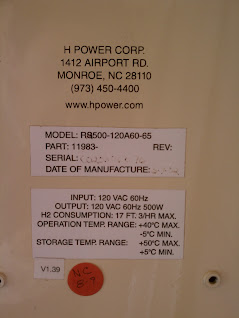 H POWER CORP.
1412 AIRPORT RD.
MONROE, NC 28110
(973) 450-4400
www.hpower.com
MODEL: R8500-120A60-65
PART: 11983- REV:
SERIAL:
DATE OF MANUFACTURE:
INPUT: 120 VAC 60Hz
OUTPUT: 120 VAC 60Hz 500W
H2 CONSUMPTION: 17 FT. 3/HR MAX.
OPERATION TEMP. RANGE: +40°C MAX.
-5°C MIN.
STORAGE TEMP. RANGE: +50°C MAX.
+5°C MIN.
V1.39
NC